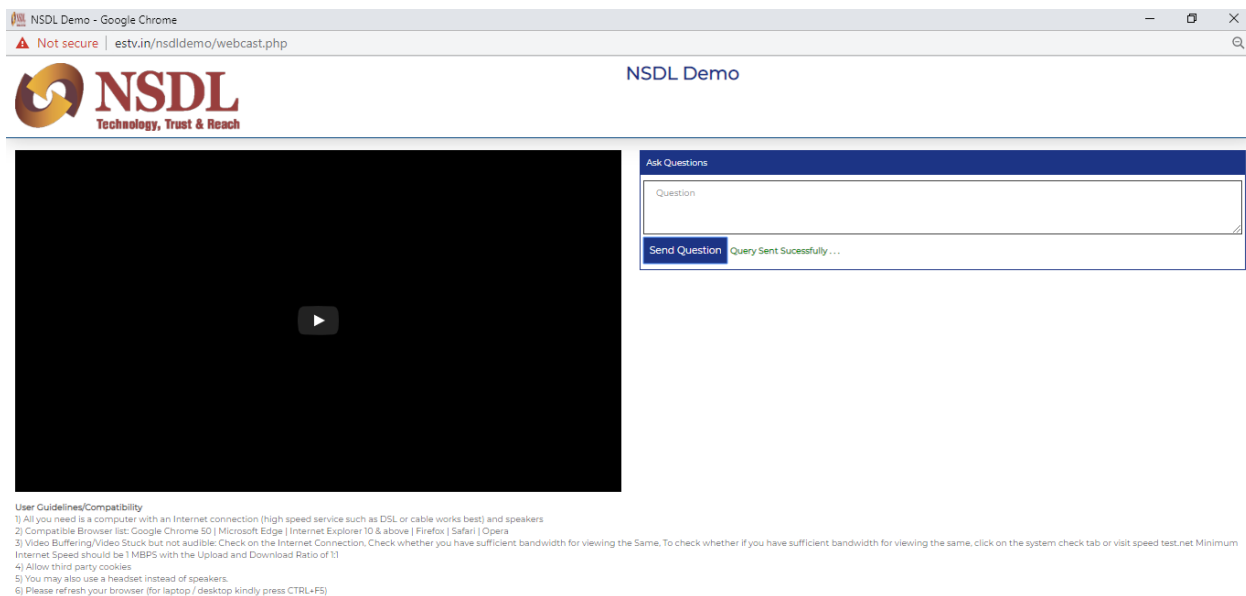 NSDL Demo - Google Chrome
Not secure | estv.in/nsdldemo/webcast.php
NSDL
Technology, Trust & Reach
NSDL Demo
Ask Questions
Question
Send Question Query Sent Sucessfully . . .
User Guidelines/Compatibility
1) All you need is a computer with an Internet connection (high speed service such as DSL or cable works best) and speakers
2) Compatible Browser list: Google Chrome 50 | Microsoft Edge | Internet Explorer 10 & above | Firefox | Safari | Opera
3) Video Buffering/Video Stuck but not audible: Check on the Internet Connection, Check whether you have sufficient bandwidth for viewing the Same, To check whether if you have sufficient bandwidth for viewing the same, click on the system check tab or visit speed test.net Minimum
Internet Speed should be 1 MBPS with the Upload and Download Ratio of 1:1
4) Allow third party cookies
5) You may also use a headset instead of speakers.
6) Please refresh your browser (for laptop / desktop kindly press CTRL+F5)